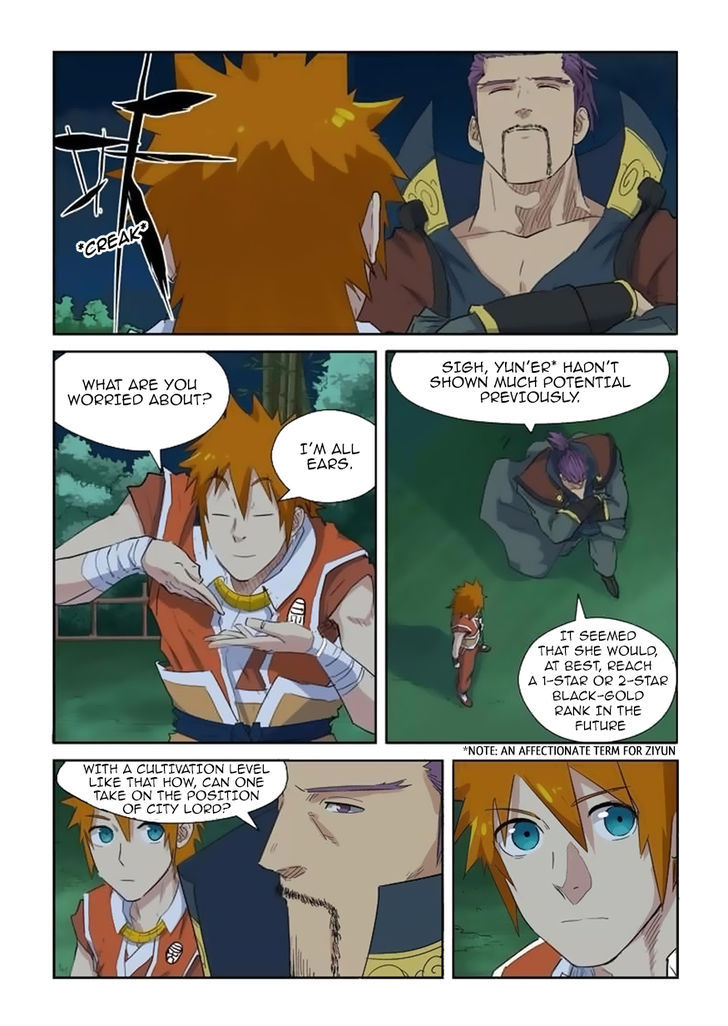 *CREAK*
WHAT ARE YOU
WORRIED ABOUT?
I'M ALL
EARS.
SIGH, YUN'ER* HADN'T
SHOWN MUCH POTENTIAL
PREVIOUSLY.
IT SEEMED
THAT SHE WOULD,
AT BEST, REACH
A 1-STAR OR 2-STAR
BLACK-GOLD
RANK IN THE
FUTURE
*NOTE: AN AFFECTIONATE TERM FOR ZIYUN
WITH A CULTIVATION LEVEL
LIKE THAT HOW, CAN ONE
TAKE ON THE POSITION
OF CITY LORD?